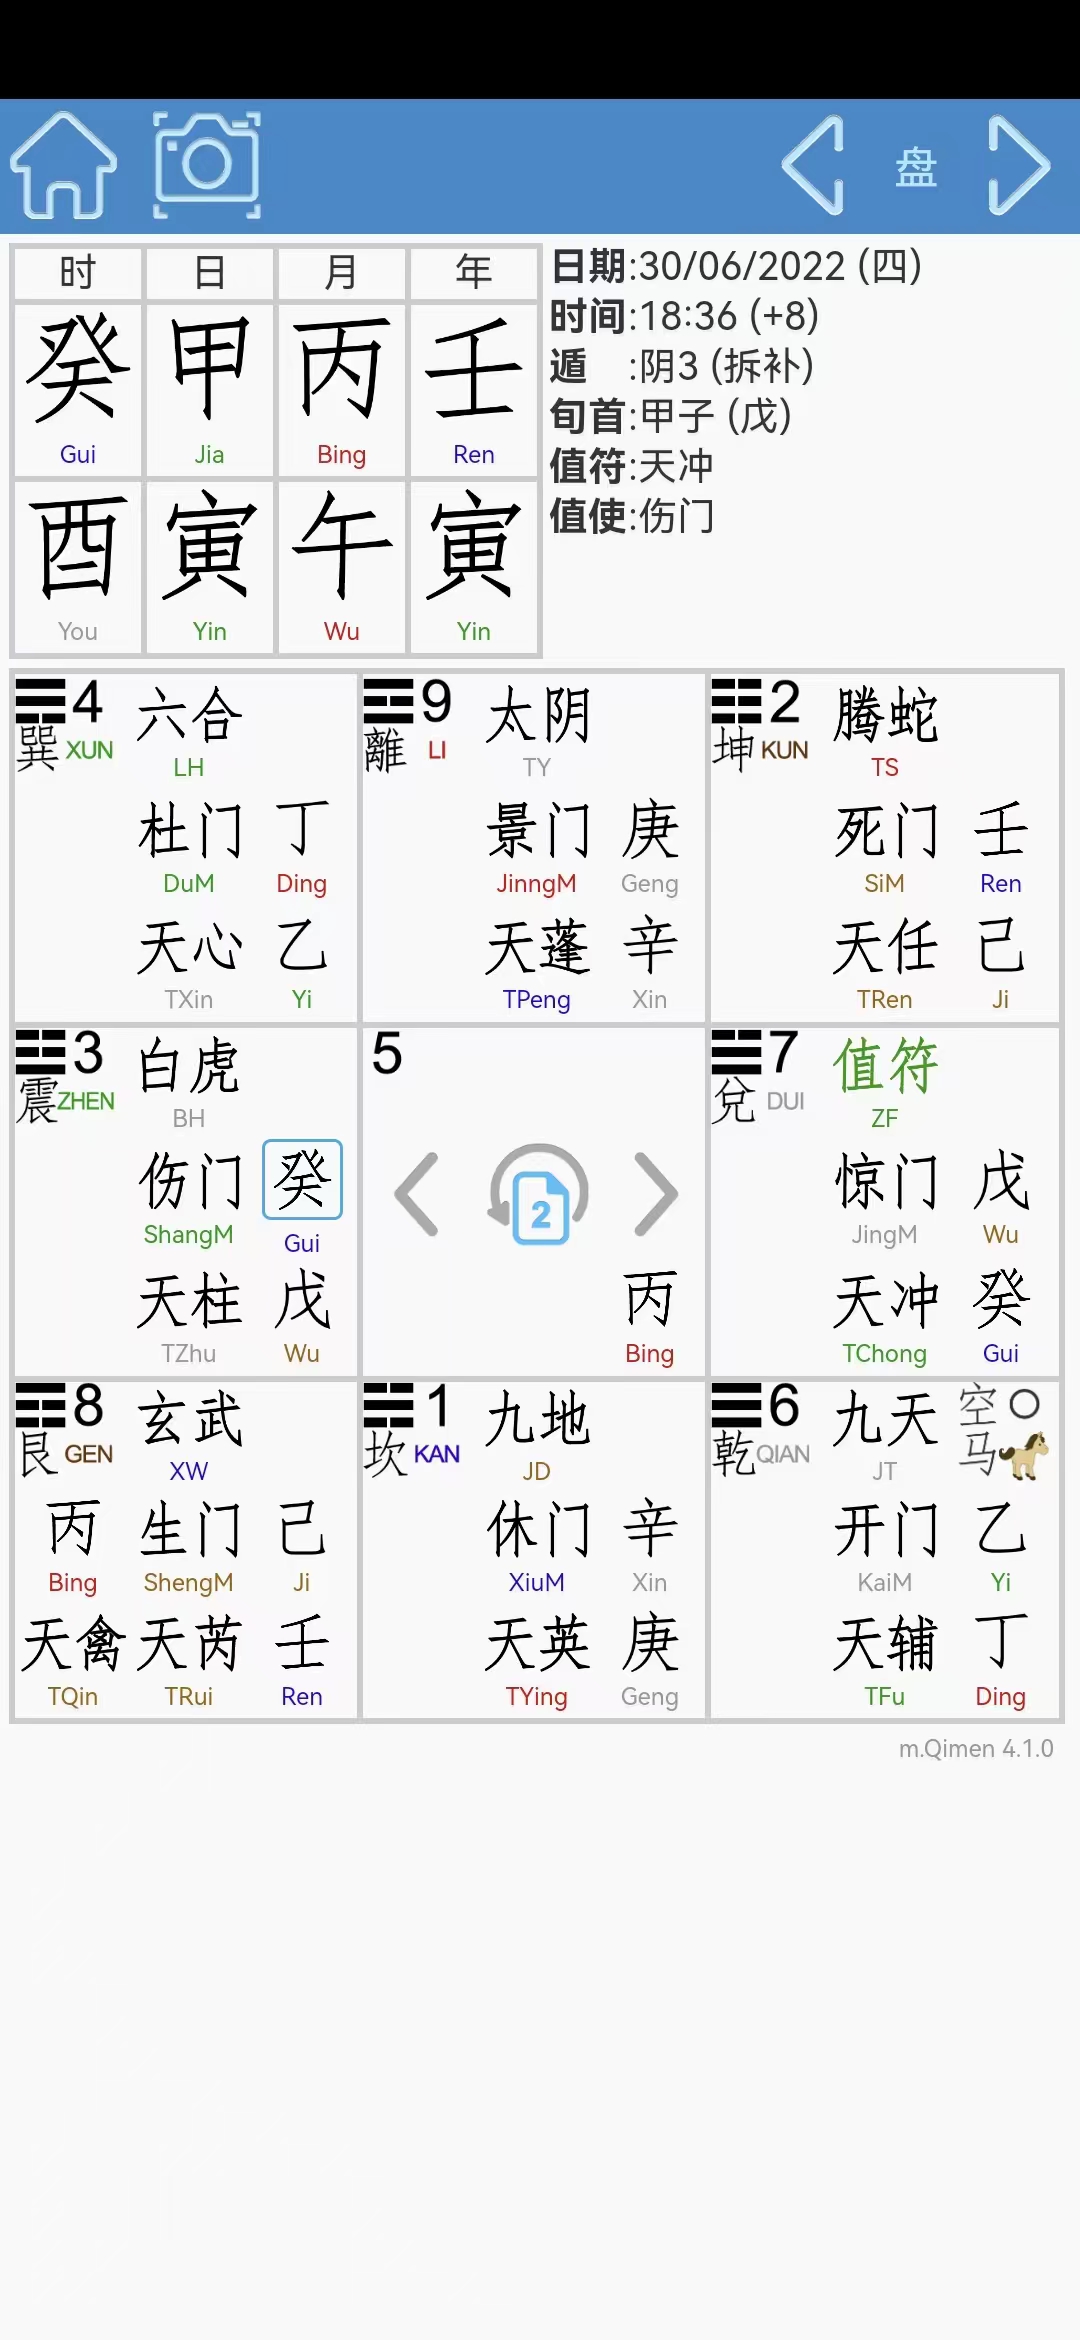 盘
时 日 月 年
癸 甲 丙 壬
Gui Jia Bing Ren
酉 寅 午 寅
You Yin Wu Yin
日期:30/06/2022 (四)
时间:18:36 (+8)
遁 :阴3 (拆补)
旬首:甲子 (戊)
值符:天冲
值使:伤门
4 六合
巽 XUN
LH
杜门 丁
DuM Ding
天心 乙
TXin Yi
9 太阴
離 LI
TY
景门 庚
JinngM Geng
天蓬 辛
TPeng Xin
2 腾蛇
坤 KUN
TS
死门 壬
SiM Ren
天任 己
TRen Ji
3 白虎
震 ZHEN
BH
伤门 癸
ShangM Gui
天柱 戊
TZhu Wu
5
2
丙
Bing
7 值符
兌 DUI
ZF
惊门 戊
JingM Wu
天冲 癸
TChong Gui
8 玄武
艮 GEN
XW
丙 生门 己
Bing ShengM Ji
天禽 天芮 壬
TQin TRui Ren
1 九地
坎 KAN
JD
休门 辛
XiuM Xin
天英 庚
TYing Geng
6 九天 空
乾 QIAN 马
JT
开门 乙
KaiM Yi
天辅 丁
TFu Ding
m.Qimen 4.1.0